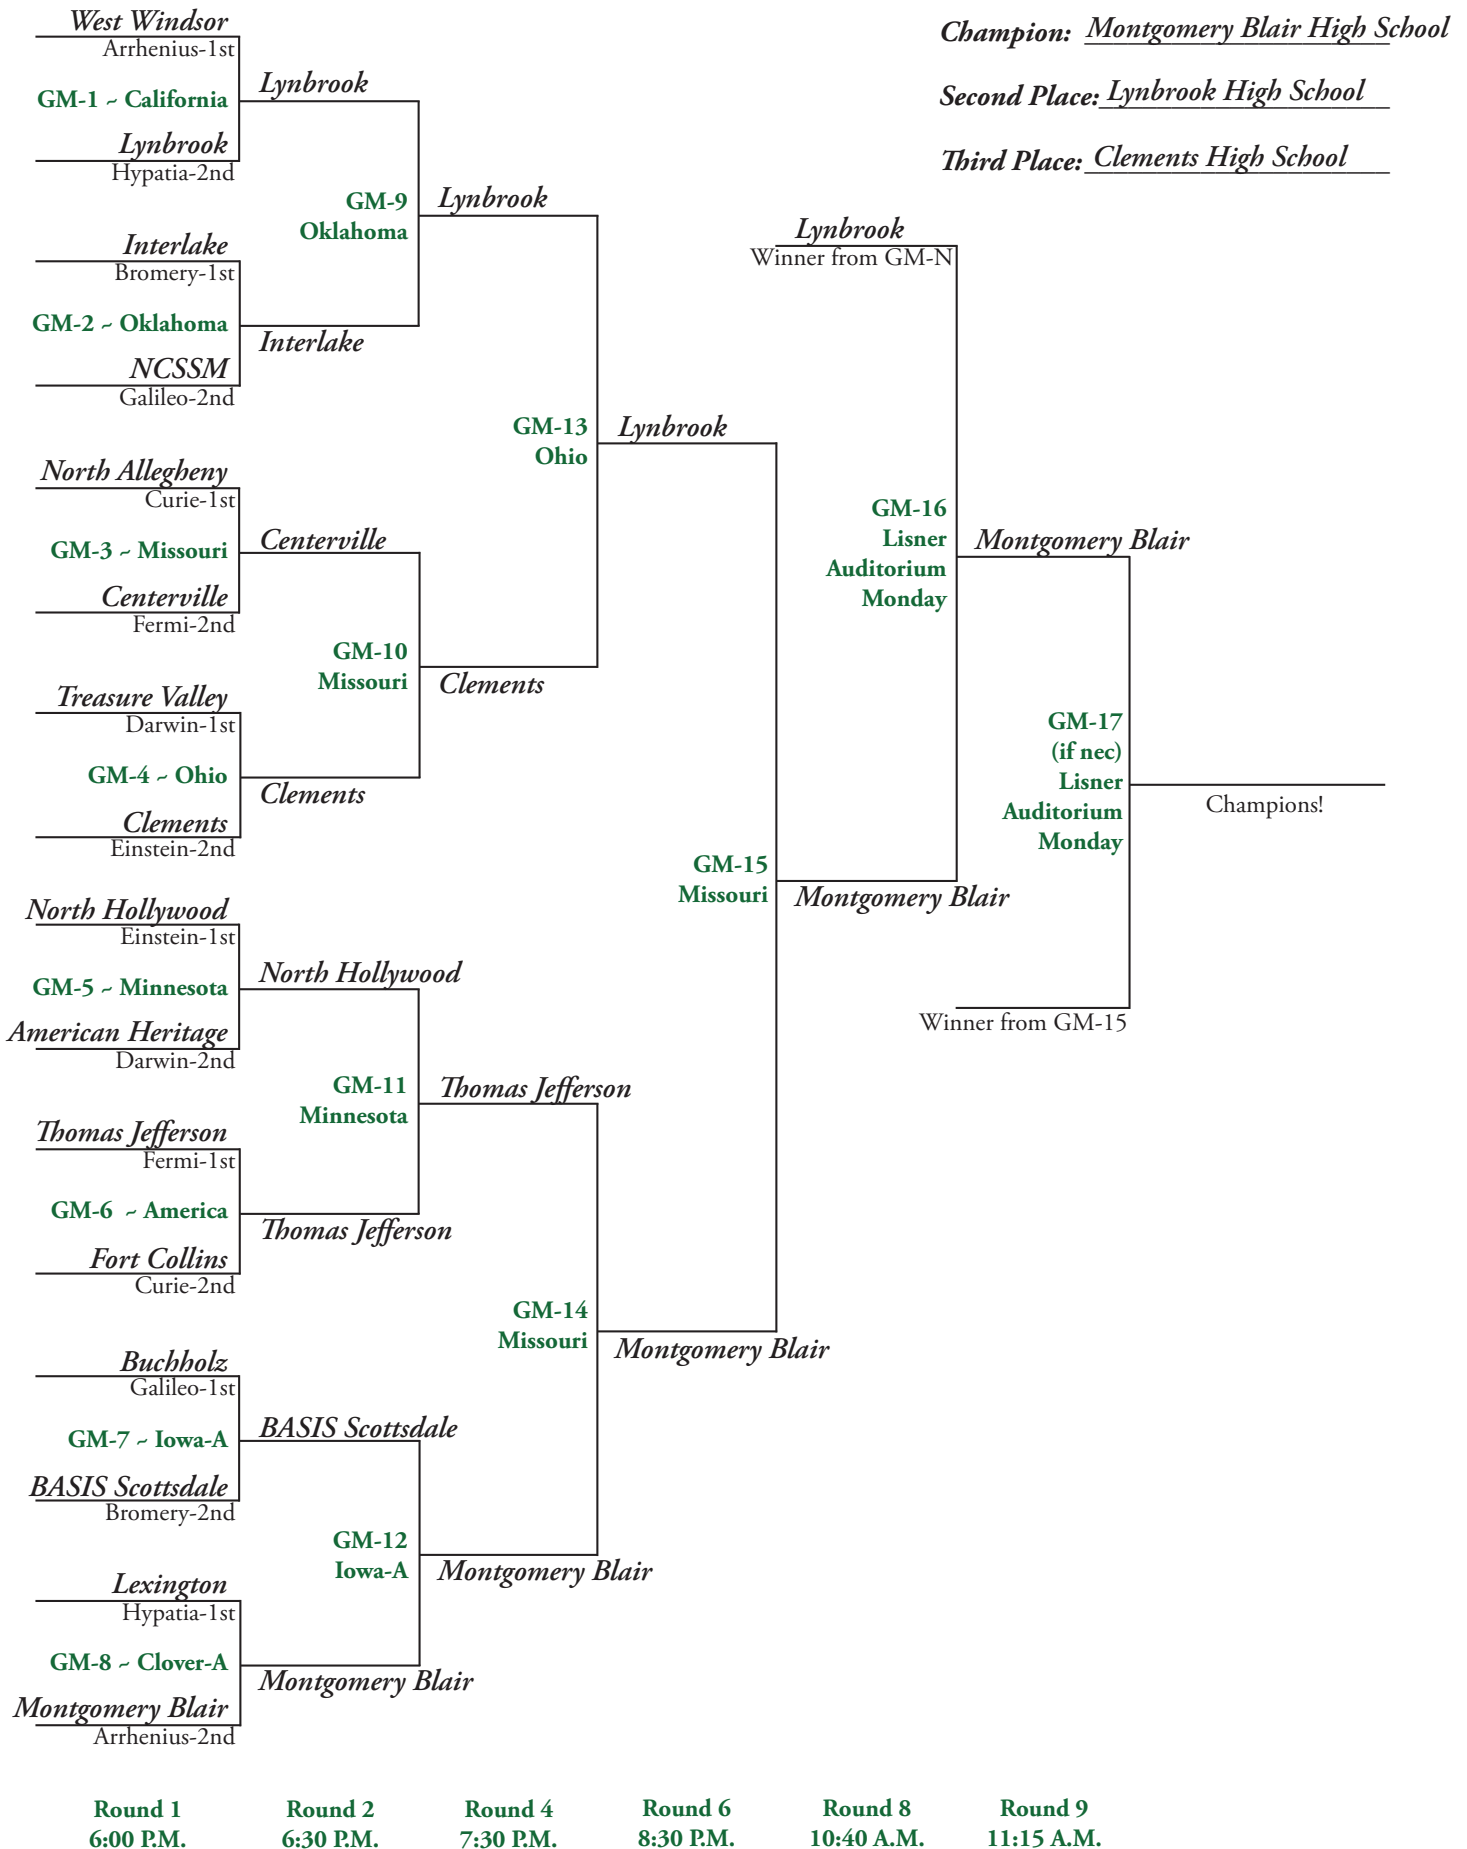 West Windsor
Arrhenius-1st
GM-1 ~ California
Lynbrook
Hypatia-2nd
Interlake
Bromery-1st
GM-2 ~ Oklahoma
NCSSM
Galileo-2nd
North Allegheny
Curie-1st
GM-3 ~ Missouri
Centerville
Fermi-2nd
Treasure Valley
Darwin-1st
GM-4 ~ Ohio
Clements
Einstein-2nd
North Hollywood
Einstein-1st
GM-5 ~ Minnesota
American Heritage
Darwin-2nd
Thomas Jefferson
Fermi-1st
GM-6 ~ America
Fort Collins
Curie-2nd
Buchholz
Galileo-1st
GM-7 ~ Iowa-A
BASIS Scottsdale
Bromery-2nd
Lexington
Hypatia-1st
GM-8 ~ Clover-A
Montgomery Blair
Arrhenius-2nd
Lynbrook
GM-9
Oklahoma
Interlake
Centerville
GM-10
Missouri
Clements
North Hollywood
GM-11
Minnesota
Thomas Jefferson
BASIS Scottsdale
GM-12
Iowa-A
Montgomery Blair
Lynbrook
GM-13
Ohio
Clements
Thomas Jefferson
GM-14
Missouri
Montgomery Blair
Lynbrook
GM-15
Missouri
Montgomery Blair
Champion: Montgomery Blair High School
Second Place: Lynbrook High School
Third Place: Clements High School
Lynbrook
Winner from GM-N
GM-16
Lisner
Auditorium
Monday
Montgomery Blair
Montgomery Blair
GM-17
(if nec)
Lisner
Auditorium
Monday
Winner from GM-15
Champions!
Round 1
6:00 P.M.
Round 2
6:30 P.M.
Round 4
7:30 P.M.
Round 6
8:30 P.M.
Round 8
10:40 A.M.
Round 9
11:15 A.M.